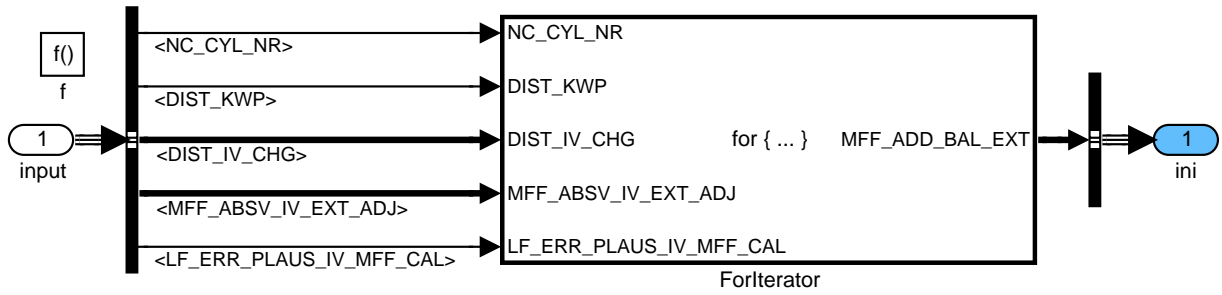 f()
f
1
input
<NC_CYL_NR>
<DIST_KWP>
<DIST_IV_CHG>
<MFF_ABSV_IV_EXT_ADJ>
<LF_ERR_PLAUS_IV_MFF_CAL>
NC_CYL_NR
DIST_KWP
DIST_IV_CHG
for { ... }
MFF_ADD_BAL_EXT
MFF_ABSV_IV_EXT_ADJ
LF_ERR_PLAUS_IV_MFF_CAL
ForIterator
1
ini